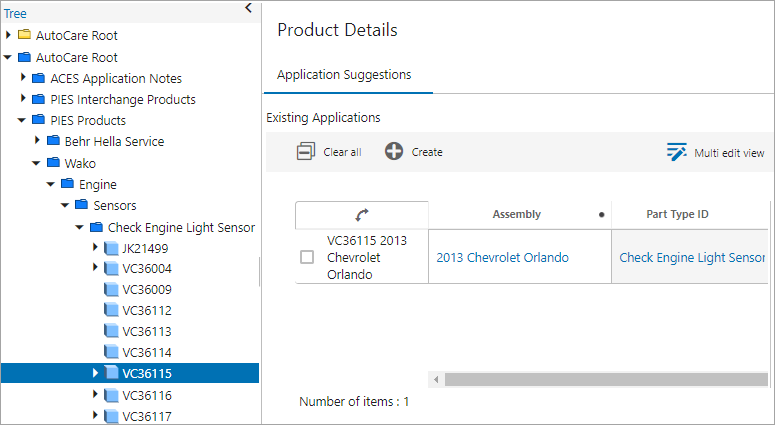 Tree
AutoCare Root
AutoCare Root
ACES Application Notes
PIES Interchange Products
PIES Products
Behr Hella Service
Wako
Engine
Sensors
Check Engine Light Sensor
JK21499
VC36004
VC36009
VC36112
VC36113
VC36114
VC36115
VC36116
VC36117
Product Details
Application Suggestions
Existing Applications
Clear all Create Multi edit view
Assembly Part Type ID
VC36115 2013
Chevrolet
Orlando
2013 Chevrolet Orlando Check Engine Light Sensor
Number of items : 1